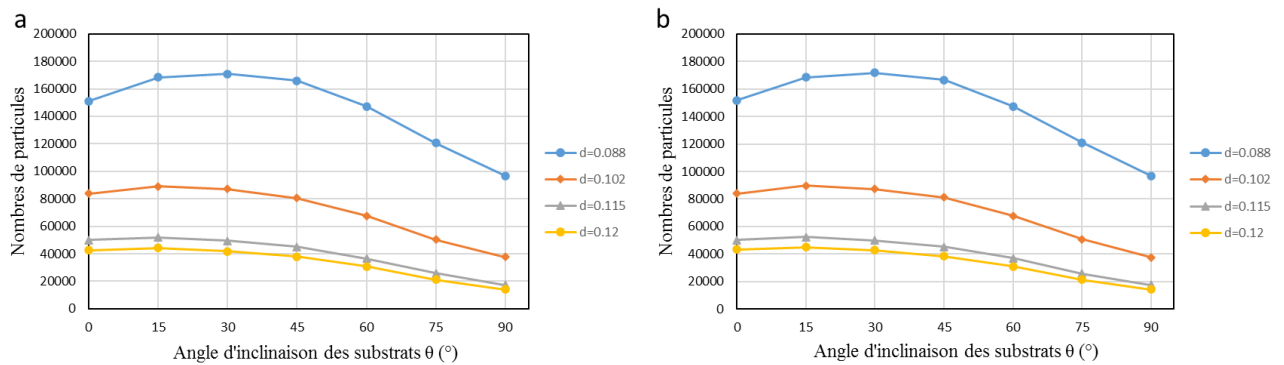 a
200000
180000
160000
140000
120000
100000
80000
60000
40000
20000
0
0 15 30 45 60 75 90
Nombres de particules
Angle d'inclinaison des substrats θ (°)
d=0.088
d=0.102
d=0.115
d=0.12
b
200000
180000
160000
140000
120000
100000
80000
60000
40000
20000
0
0 15 30 45 60 75 90
Nombres de particules
Angle d'inclinaison des substrats θ (°)
d=0.088
d=0.102
d=0.115
d=0.12